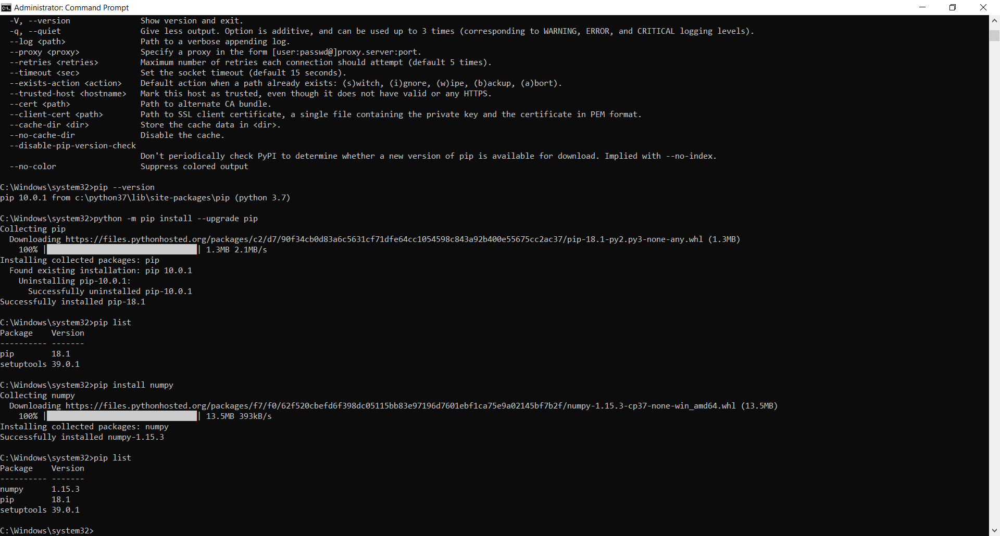 Administrator: Command Prompt
-V, --version Show version and exit.
-q, --quiet Give less output. Option is additive, and can be used up to 3 times (corresponding to WARNING, ERROR, and CRITICAL logging levels).
--log <path> Path to a verbose appending log.
--proxy <proxy> Specify a proxy in the form [user:passwd@]proxy.server:port.
--retries <retries> Maximum number of retries each connection should attempt (default 5 times).
--timeout <sec> Set the socket timeout (default 15 seconds).
--exists-action <action> Default action when a path already exists: (s)witch, (i)gnore, (w)ipe, (b)ackup, (a)bort).
--trusted-host <hostname> Mark this host as trusted, even though it does not have valid or any HTTPS.
--cert <path> Path to alternate CA bundle.
--client-cert <path> Path to SSL client certificate, a single file containing the private key and the certificate in PEM format.
--cache-dir <dir> Store the cache data in <dir>.
--no-cache-dir Disable the cache.
--disable-pip-version-check
Don't periodically check PyPI to determine whether a new version of pip is available for download. Implied with --no-index.
--no-color Suppress colored output
C:\Windows\system32>pip --version
pip 10.0.1 from c:\python37\lib\site-packages\pip (python 3.7)
C:\Windows\system32>python -m pip install --upgrade pip
Collecting pip
Downloading https://files.pythonhosted.org/packages/c2/d7/90f34cb0d83a6c5631cf71dfe64cc1054598c843a92b400e55675cc2ac37/pip-18.1-py2.py3-none-any.whl (1.3MB)
100% | | 1.3MB 2.1MB/s
Installing collected packages: pip
Found existing installation: pip 10.0.1
Uninstalling pip-10.0.1:
Successfully uninstalled pip-10.0.1
Successfully installed pip-18.1
C:\Windows\system32>pip list
Package Version
---------- -------
pip 18.1
setuptools 39.0.1
C:\Windows\system32>pip install numpy
Collecting numpy
Downloading https://files.pythonhosted.org/packages/f7/f0/62f520cbefd6f398dc05115bb83e97196d7601ebf1ca75e9a02145bf7b2f/numpy-1.15.3-cp37-none-win_amd64.whl (13.5MB)
100% | | 13.5MB 393kB/s
Installing collected packages: numpy
Successfully installed numpy-1.15.3
C:\Windows\system32>pip list
Package Version
---------- -------
numpy 1.15.3
pip 18.1
setuptools 39.0.1
C:\Windows\system32>